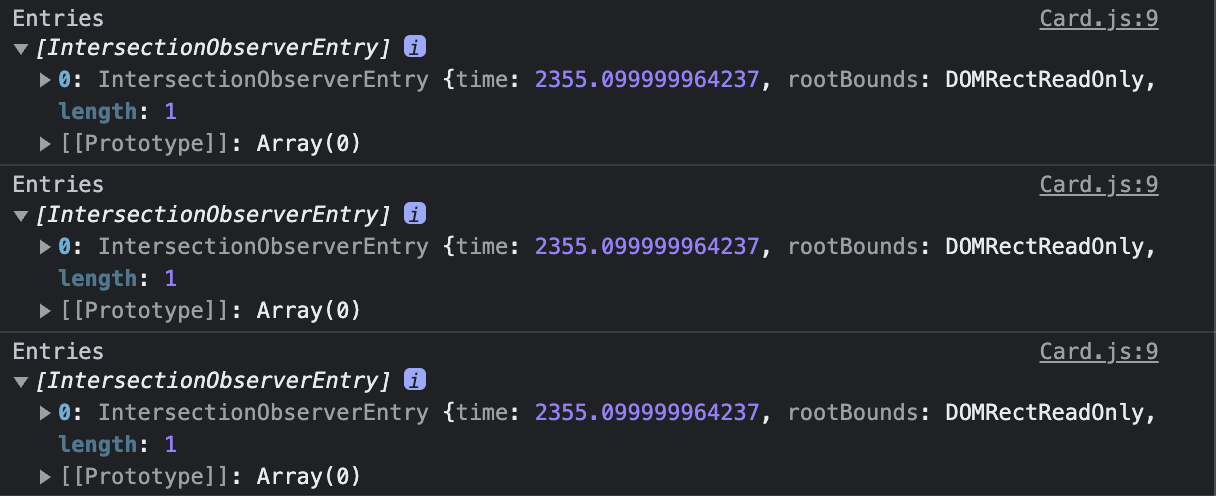 Entries Card.js:9
▼[IntersectionObserverEntry] i
▶0: IntersectionObserverEntry {time: 2355.099999964237, rootBounds: DOMRectReadOnly,
length: 1
▶[[Prototype]]: Array(0)
Entries Card.js:9
▼[IntersectionObserverEntry] i
▶0: IntersectionObserverEntry {time: 2355.099999964237, rootBounds: DOMRectReadOnly,
length: 1
▶[[Prototype]]: Array(0)
Entries Card.js:9
▼[IntersectionObserverEntry] i
▶0: IntersectionObserverEntry {time: 2355.099999964237, rootBounds: DOMRectReadOnly,
length: 1
▶[[Prototype]]: Array(0)